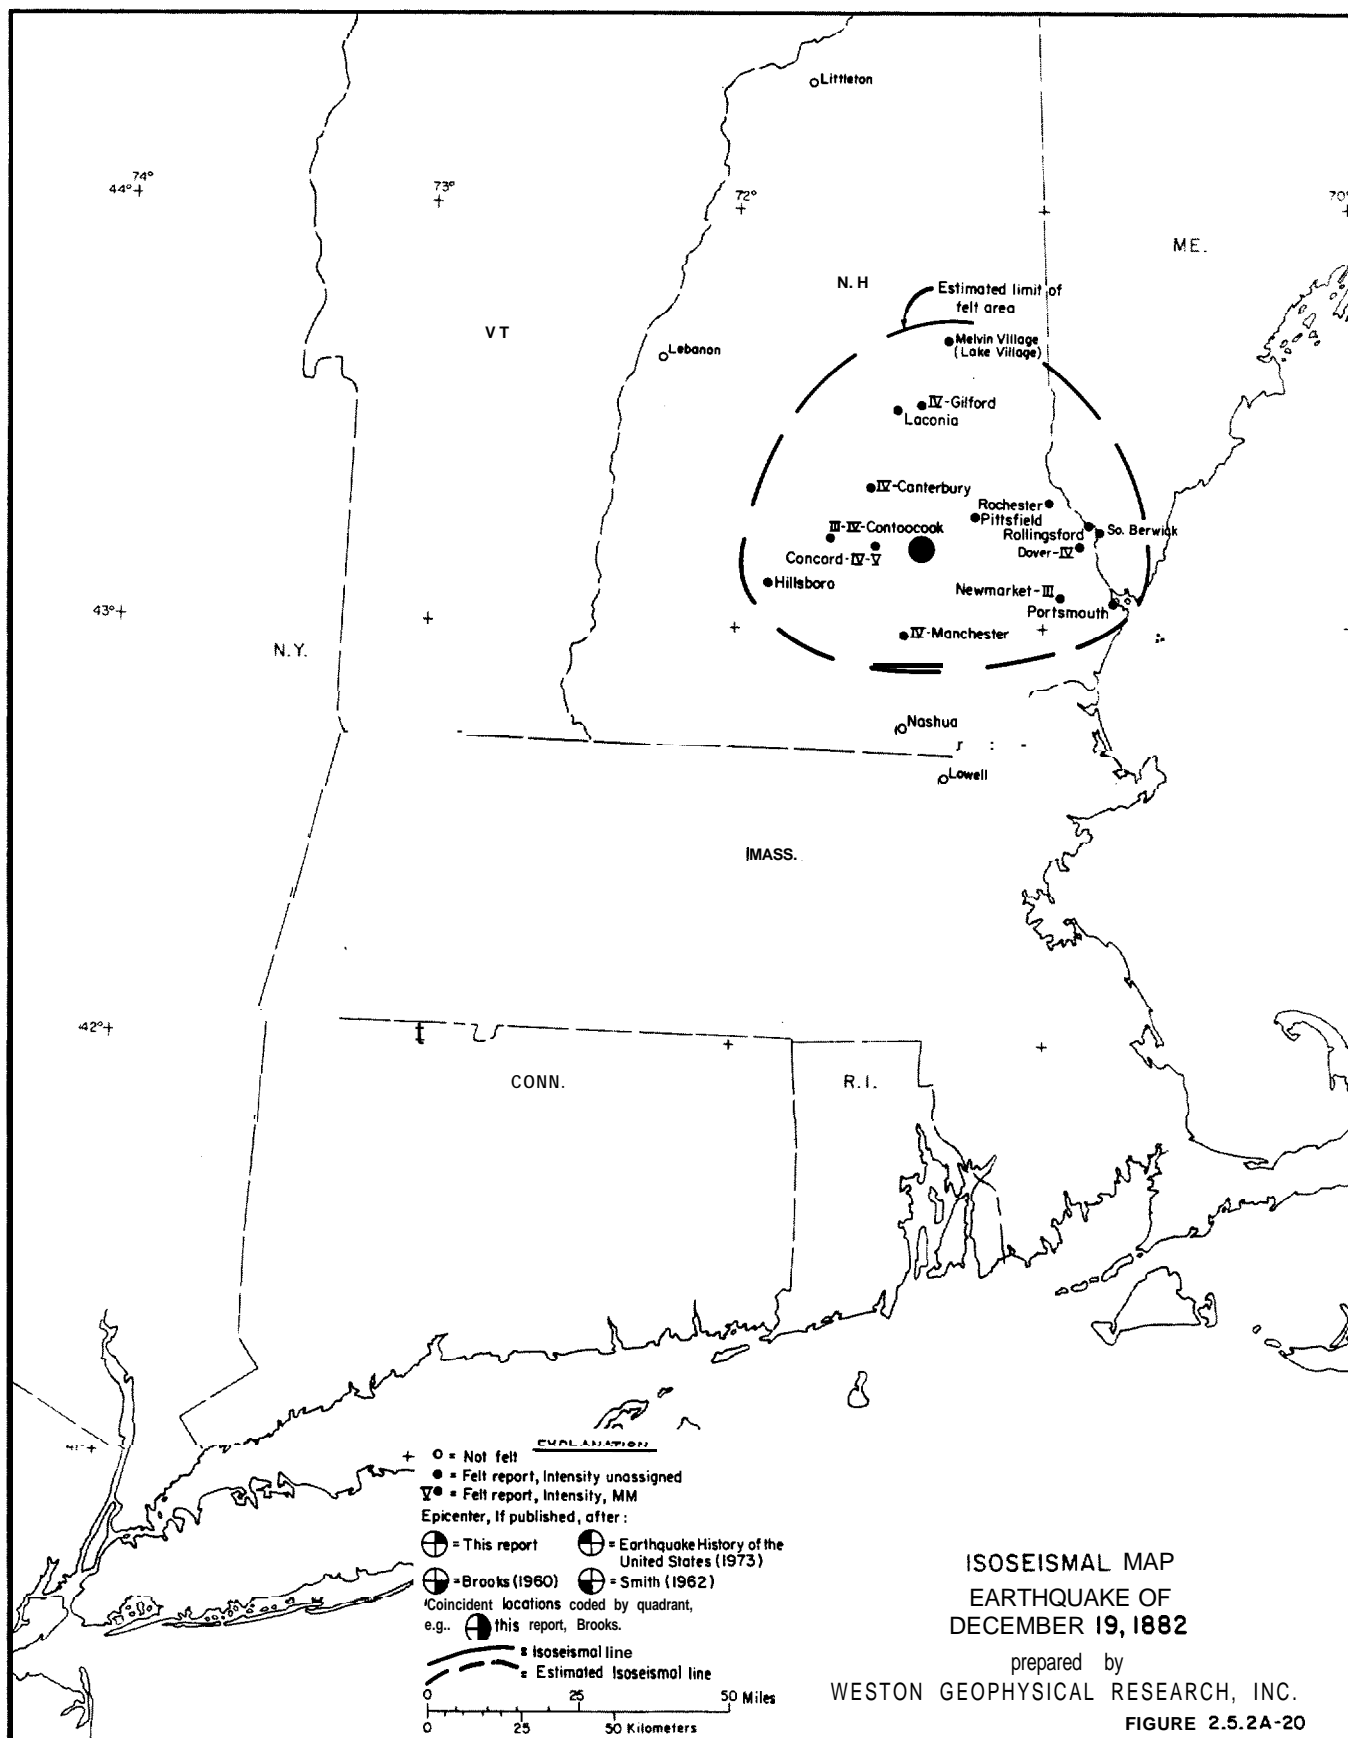 Littleton
74°
44°
73°
72°
70°
ME.
N.H
Estimated limit of
felt area
VT
Melvin Village
(Lake Village)
Lebanon
IV-Gilford
Laconia
IV-Canterbury
Rochester
Pittsfield
III-IV-Contoocook
Rollingsford
So. Berwick
Concord-IV-V
Dover-IV
Hillsboro
Newmarket-III
Portsmouth
43°
IV-Manchester
N.Y.
Nashua
Lowell
MASS.
42°
CONN.
R.I.
41°
EXPLANATION
= Not felt
= Felt report, Intensity unassigned
V = Felt report, Intensity, MM
Epicenter, If published, after:
= This report
= Earthquake History of the
United States (1973)
= Brooks (1960)
= Smith (1962)
Coincident locations coded by quadrant,
e.g.. this report, Brooks.
= Isoseismal line
= Estimated Isoseismal line
0 25 50 Miles
0 25 50 Kilometers
ISOSEISMAL MAP
EARTHQUAKE OF
DECEMBER 19, 1882
prepared by
WESTON GEOPHYSICAL RESEARCH, INC.
FIGURE 2.5.2A-20